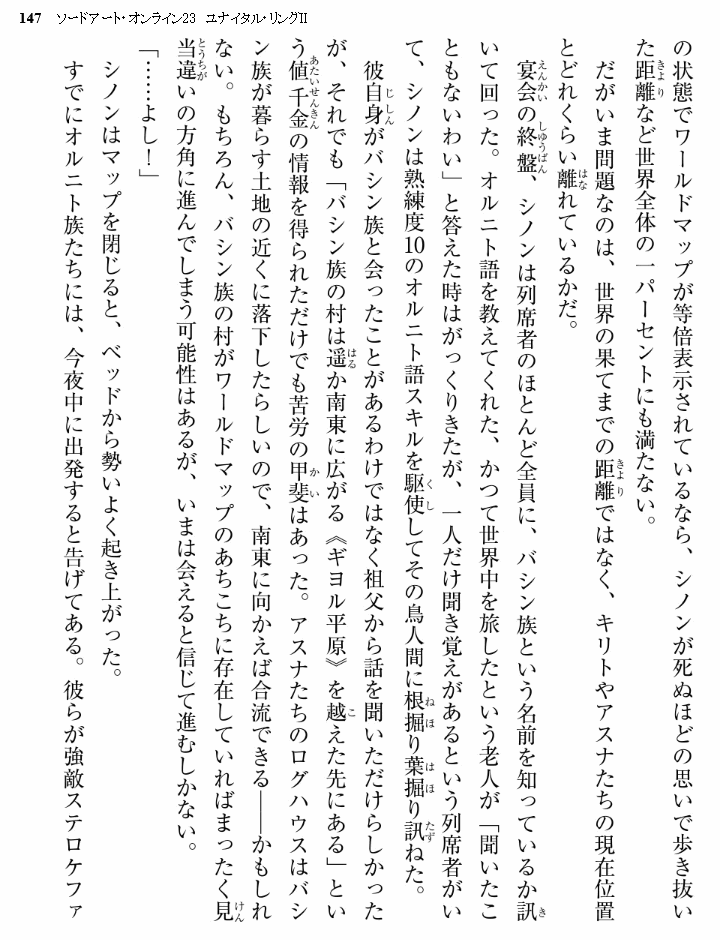 147 ソードアート・オンライン23 ユナイタル・リングⅡ
の状態でワールドマップが等倍表示されているなら、シノンが死ぬほどの思いで歩き抜い
た距離など世界全体の一パーセントにも満たない。
だがいま問題なのは、世界の果てまでの距離ではなく、キリトやアスナたちの現在位置
とどれくらい離れているかだ。
宴会の終盤、シノンは列席者のほとんど全員に、バシン族という名前を知っているか訊
いて回った。オルニト語を教えてくれた、かつて世界中を旅したという老人が「聞いたこ
ともないわい」と答えた時はがっくりきたが、一人だけ聞き覚えがあるという列席者がい
て、シノンは熟練度10のオルニト語スキルを駆使してその鳥人間に根掘り葉掘り訊ねた。
彼自身がバシン族と会ったことがあるわけではなく祖父から話を聞いただけらしかった
が、それでも「バシン族の村は遥か南東に広がる《ギヨル平原》を越えた先にある」とい
う値千金の情報を得られただけでも苦労の甲斐はあった。アスナたちのログハウスはバシ
ン族が暮らす土地の近くに落下したらしいので、南東に向かえば合流できる――かもしれ
ない。もちろん、バシン族の村がワールドマップのあちこちに存在していればまったく見
当違いの方角に進んでしまう可能性はあるが、いまは会えると信じて進むしかない。
「……よし！」
シノンはマップを閉じると、ベッドから勢いよく起き上がった。
すでにオルニト族たちには、今夜中に出発すると告げてある。彼らが強敵ステロケファ